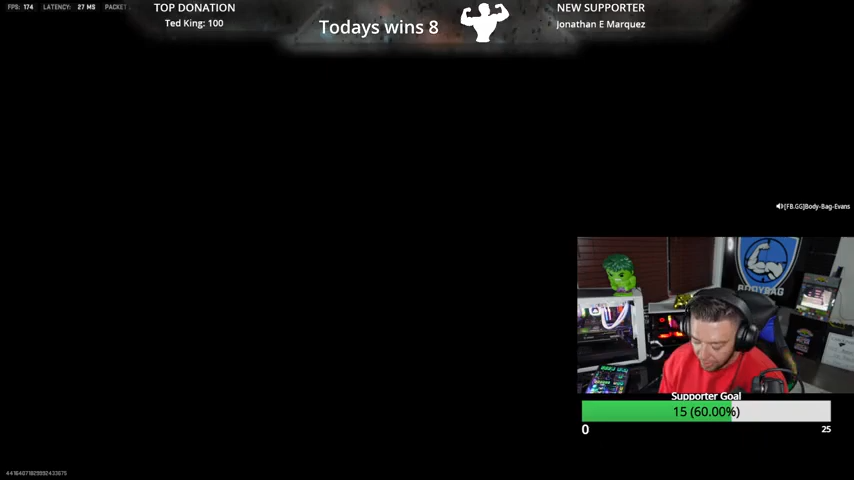 FPS: 174 LATENCY: 27 MS PACKET
TOP DONATION
Ted King: 100
Todays wins 8
NEW SUPPORTER
Jonathan E Marquez
[FB.GG]Body-Bag-Evans
BODYBAG
Supporter Goal
15 (60.00%)
0
25